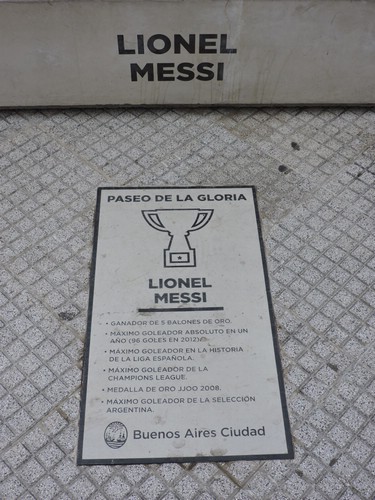 LIONEL
MESSI
PASEO DE LA GLORIA
LIONEL
MESSI
• GANADOR DE 5 BALONES DE ORO.
• MÁXIMO GOLEADOR ABSOLUTO EN UN
AÑO (96 GOLES EN 2012).
• MÁXIMO GOLEADOR EN LA HISTORIA
DE LA LIGA ESPAÑOLA.
• MÁXIMO GOLEADOR DE LA
CHAMPIONS LEAGUE.
• MEDALLA DE ORO JJOO 2008.
• MÁXIMO GOLEADOR DE LA SELECCIÓN
ARGENTINA.
Buenos Aires Ciudad